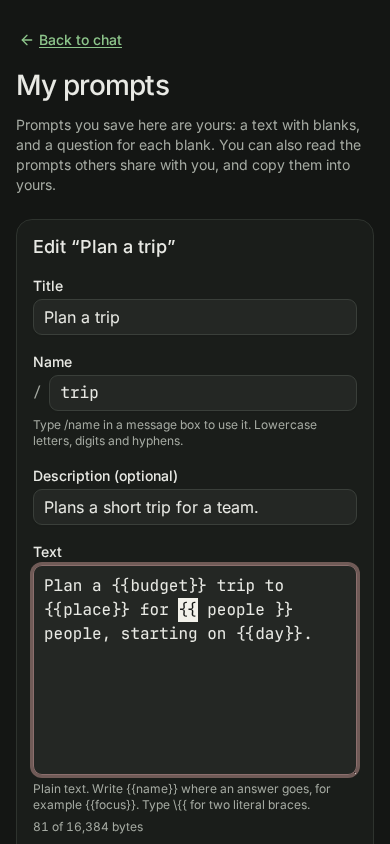 ← Back to chat
My prompts
Prompts you save here are yours: a text with blanks,
and a question for each blank. You can also read the
prompts others share with you, and copy them into
yours.
Edit “Plan a trip”
Title
Plan a trip
Name
/ trip
Type /name in a message box to use it. Lowercase
letters, digits and hyphens.
Description (optional)
Plans a short trip for a team.
Text
Plan a {{budget}} trip to
{{place}} for {{ people }}
people, starting on {{day}}.
Plain text. Write {{name}} where an answer goes, for
example {{focus}}. Type \{{ for two literal braces.
81 of 16,384 bytes